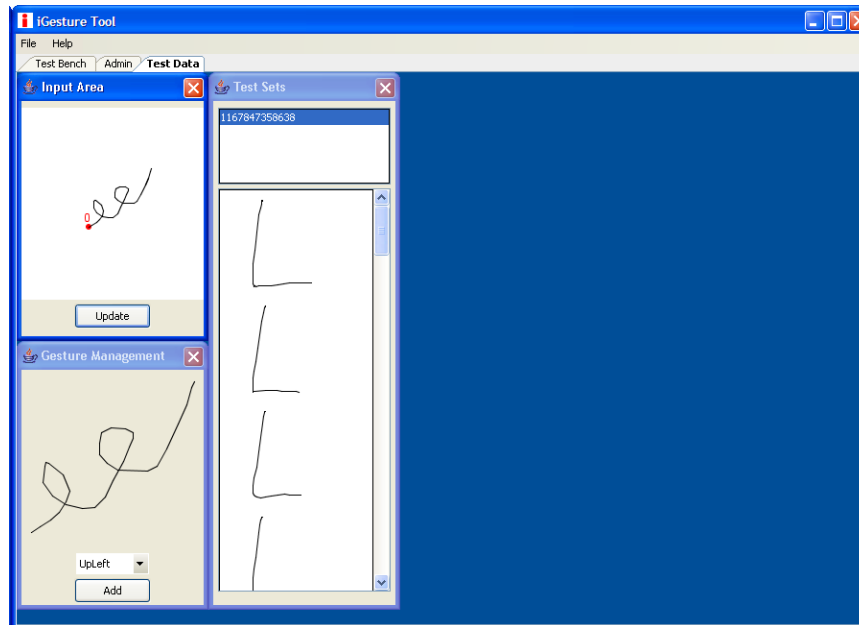 iGesture Tool
File Help
Test Bench Admin Test Data
Input Area
0
Update
Gesture Management
UpLeft
Add
Test Sets
1167847358638